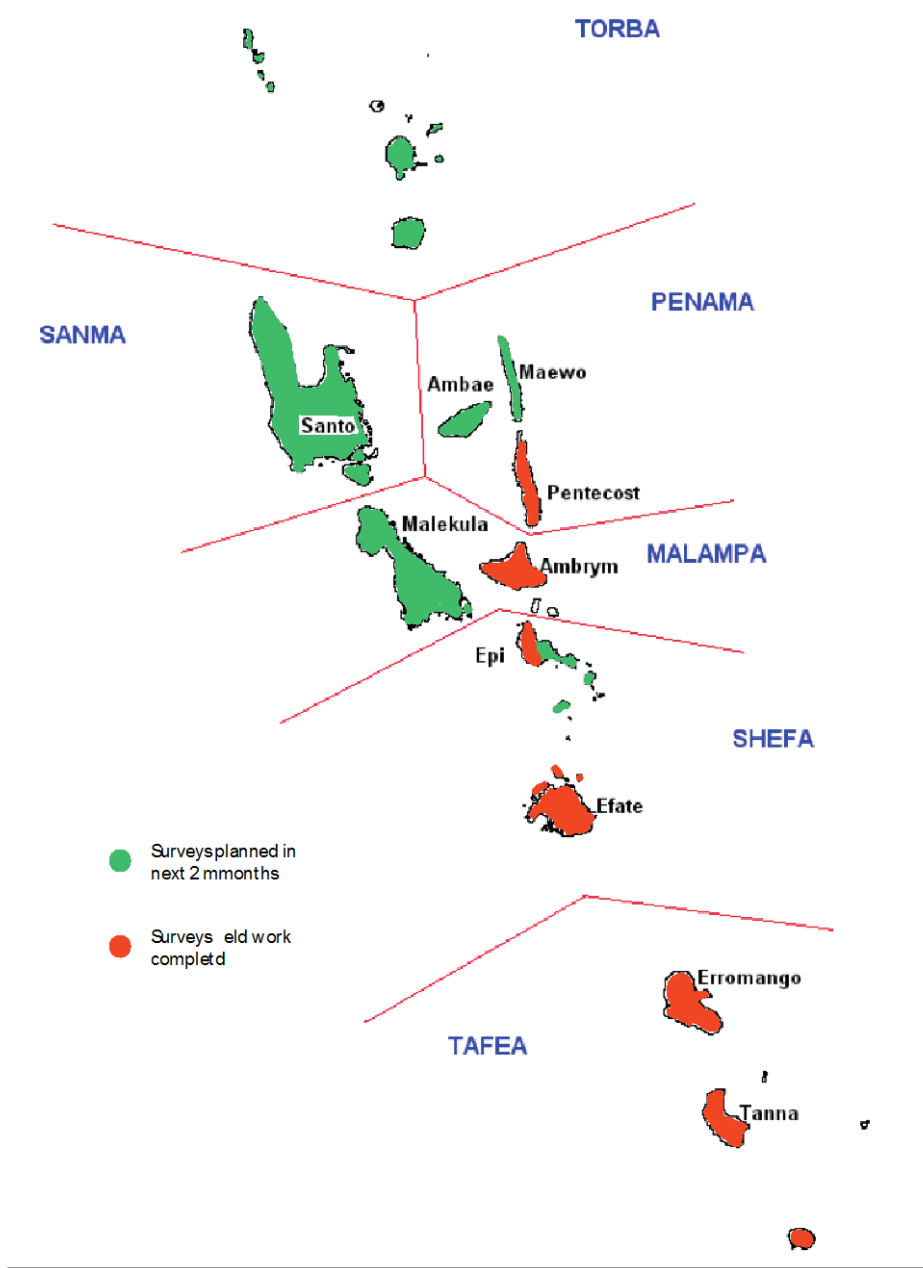 TORBA
PENAMA
SANMA
Maewo
Ambae
Santo
Pentecost
Malekula
MALAMPA
Ambrym
Epi
SHEFA
Efate
Surveysplanned in
next 2 mmonths
Surveys eld work
completd
Erromango
TAFEA
Tanna